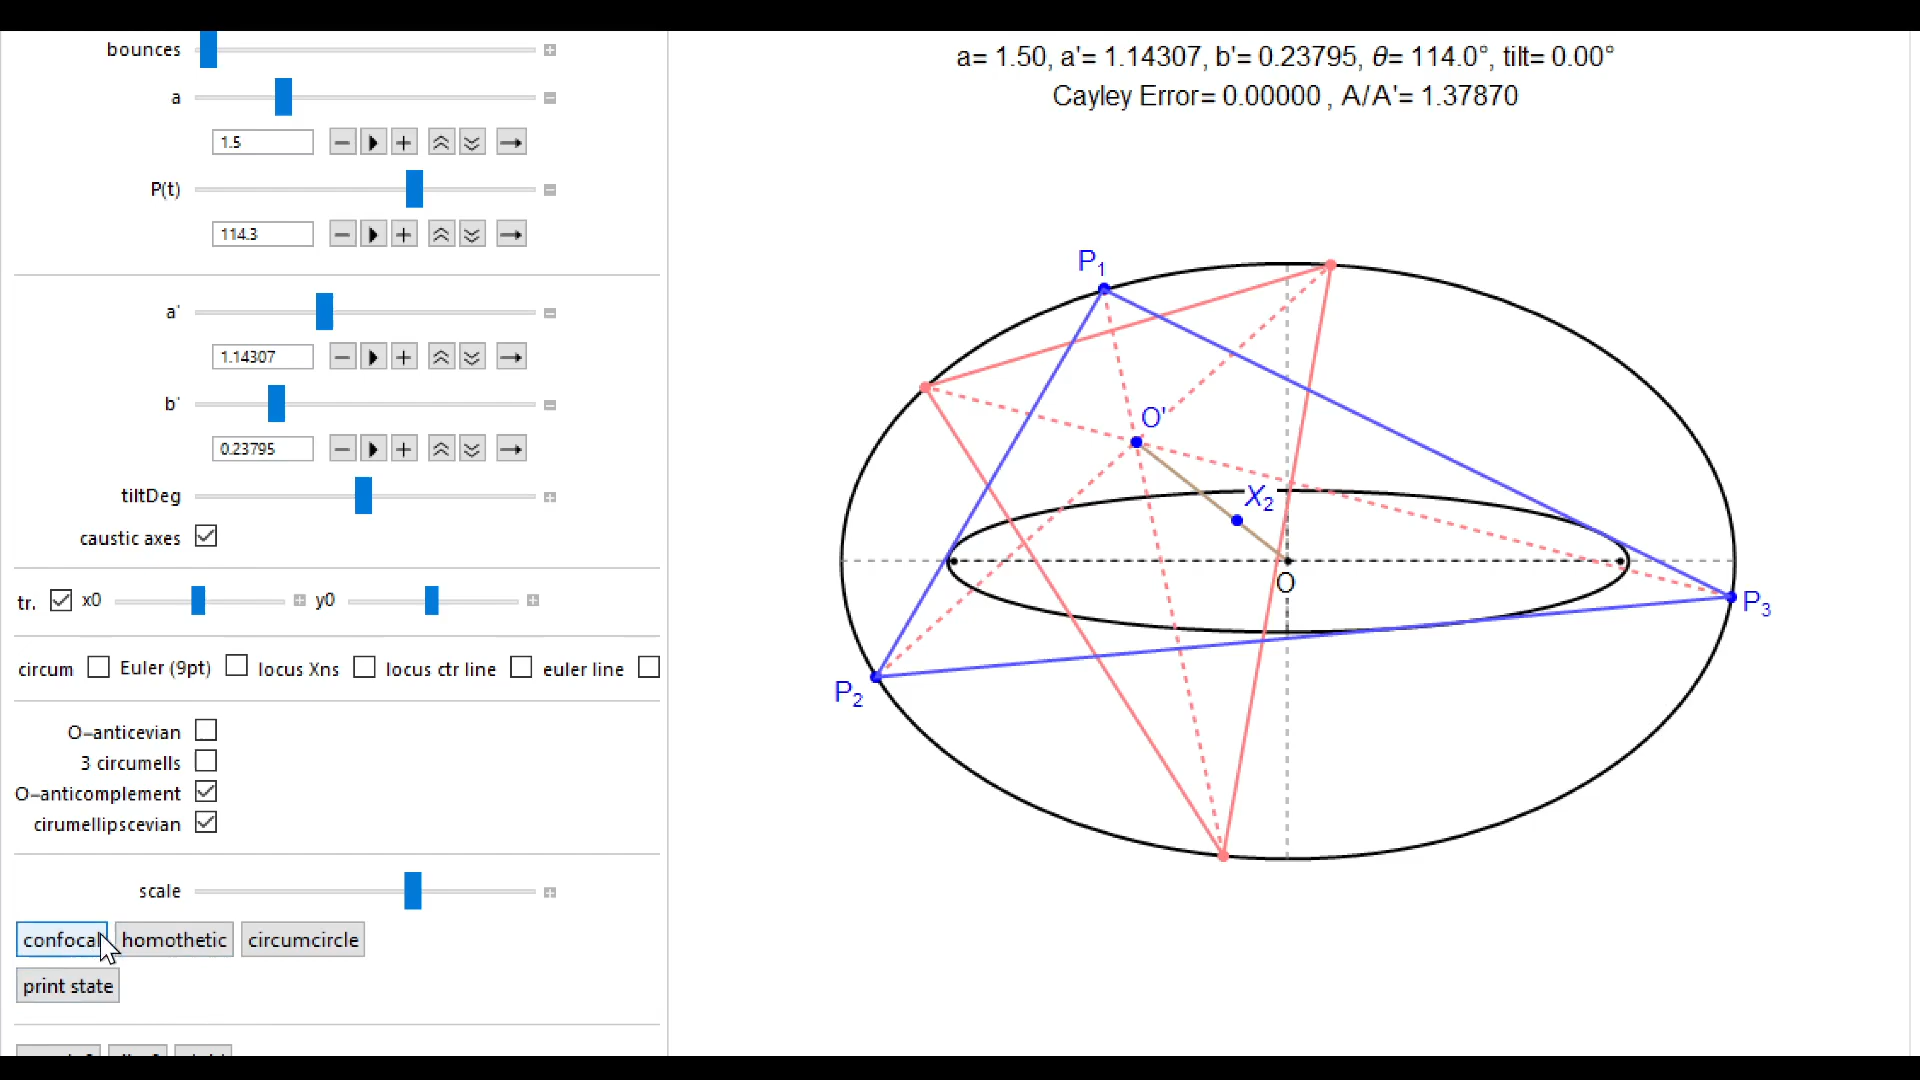 bounces
a
1.5
P(t)
114.3
a'
1.14307
b'
0.23795
tiltDeg
caustic axes
tr. x0 y0
circum Euler (9pt) locus Xns locus ctr line euler line
O-anticevian
3 circumells
O-anticomplement
cirumellipscevian
scale
confocal homothetic circumcircle
print state
a= 1.50, a'= 1.14307, b'= 0.23795, θ= 114.0°, tilt= 0.00°
Cayley Error= 0.00000 , A/A'= 1.37870
P1
O'
X2
O
P3
P2